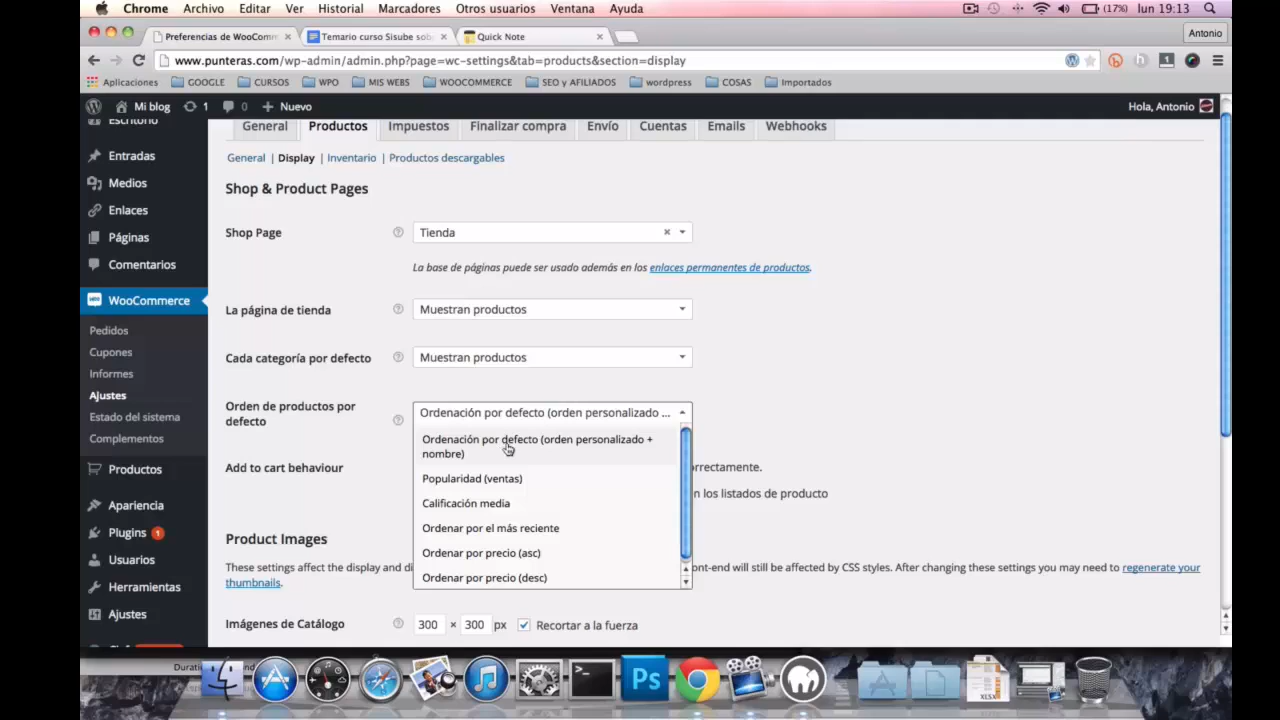 Chrome Archivo Editar Ver Historial Marcadores Otros usuarios Ventana Ayuda (17%) lun 19:13
Preferencias de WooComm × Temario curso Sisube sob × Quick Note × Antonio
www.punteras.com/wp-admin/admin.php?page=wc-settings&tab=products&section=display
Aplicaciones GOOGLE CURSOS WPO MIS WEBS WOOCOMMERCE SEO y AFILIADOS wordpress COSAS Importados
Mi blog 1 0 + Nuevo Hola, Antonio
Escritorio
Entradas
Medios
Enlaces
Páginas
Comentarios
WooCommerce
Pedidos
Cupones
Informes
Ajustes
Estado del sistema
Complementos
Productos
Apariencia
Plugins 1
Usuarios
Herramientas
Ajustes
General Productos Impuestos Finalizar compra Envío Cuentas Emails Webhooks
General | Display | Inventario | Productos descargables
Shop & Product Pages
Shop Page Tienda ×
La base de páginas puede ser usado además en los enlaces permanentes de productos.
La página de tienda Muestran productos
Cada categoría por defecto Muestran productos
Orden de productos por
defecto
Ordenación por defecto (orden personalizado ...
Ordenación por defecto (orden personalizado +
nombre)
Popularidad (ventas)
Calificación media
Ordenar por el más reciente
Ordenar por precio (asc)
Ordenar por precio (desc)
Add to cart behaviour
rrectamente.
n los listados de producto
Product Images
These settings affect the display and di
ont-end will still be affected by CSS styles. After changing these settings you may need to regenerate your
thumbnails.
Imágenes de Catálogo 300 × 300 px Recortar a la fuerza
Ps
XLSX